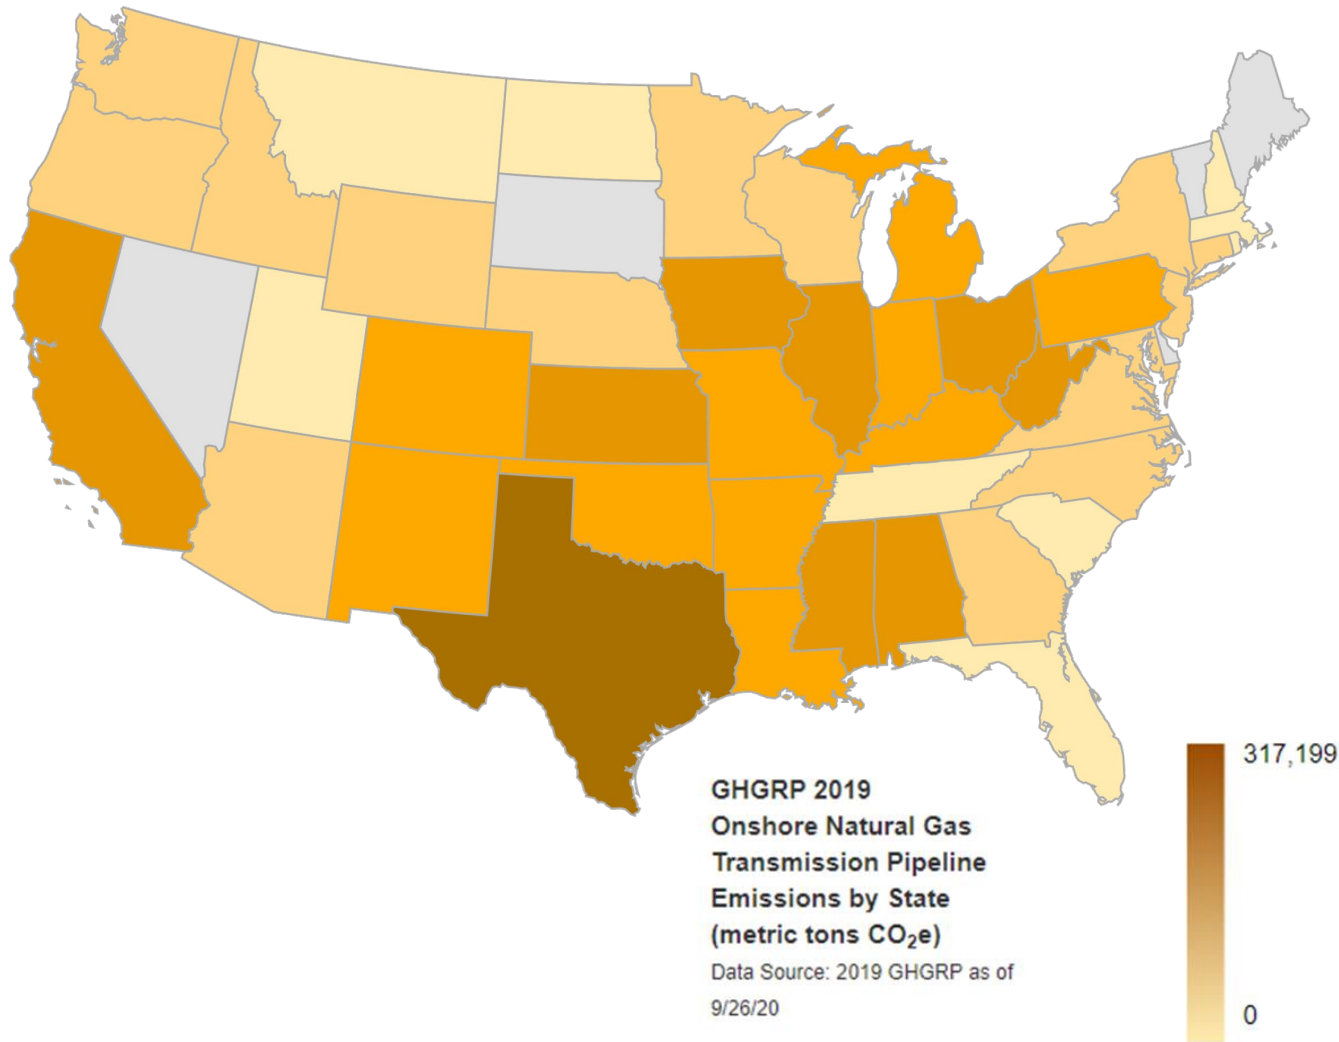 GHGRP 2019
Onshore Natural Gas
Transmission Pipeline
Emissions by State
(metric tons CO₂e)
Data Source: 2019 GHGRP as of
9/26/20
317,199
0